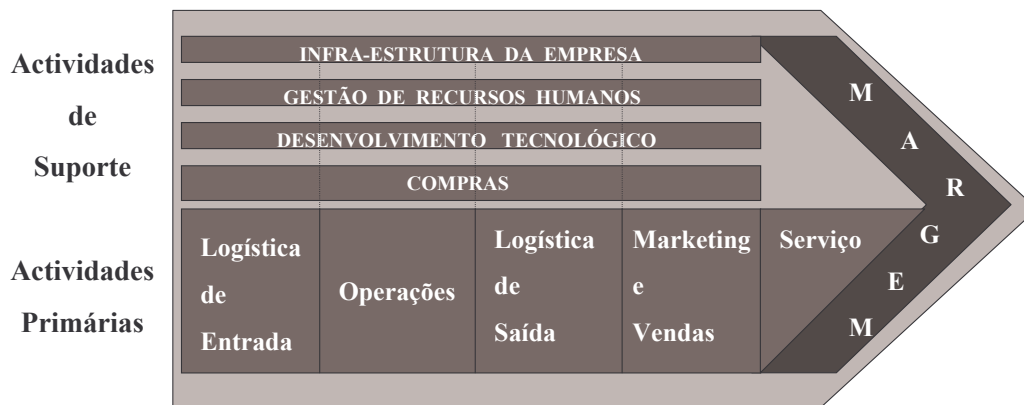 Actividades
de
Suporte
INFRA-ESTRUTURA DA EMPRESA
GESTÃO DE RECURSOS HUMANOS
DESENVOLVIMENTO TECNOLÓGICO
COMPRAS
Actividades
Primárias
Logística
de
Entrada
Operações
Logística
de
Saída
Marketing
e
Vendas
Serviço
M
A
R
G
E
M